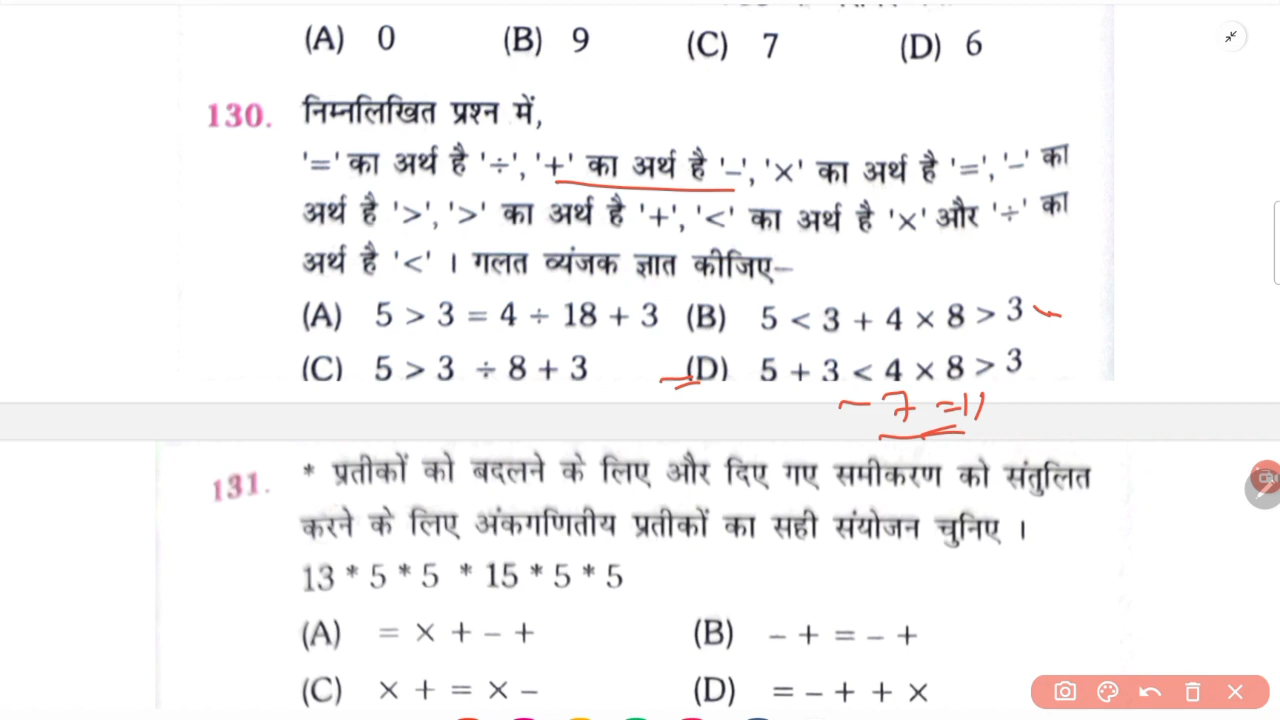 (A) 0 (B) 9 (C) 7 (D) 6
130. निम्नलिखित प्रश्न में,
'=' का अर्थ है '÷', '+' का अर्थ है '–', '×' का अर्थ है '=', '–' का
अर्थ है '>', '>' का अर्थ है '+', '<' का अर्थ है '×' और '÷' का
अर्थ है '<' । गलत व्यंजक ज्ञात कीजिए–
(A) 5 > 3 = 4 ÷ 18 + 3 (B) 5 < 3 + 4 × 8 > 3
(C) 5 > 3 ÷ 8 + 3 (D) 5 + 3 < 4 × 8 > 3
– 7 = 11
131. * प्रतीकों को बदलने के लिए और दिए गए समीकरण को संतुलित
करने के लिए अंकगणितीय प्रतीकों का सही संयोजन चुनिए ।
13 * 5 * 5 * 15 * 5 * 5
(A) = × + – + (B) – + = – +
(C) × + = × – (D) = – + + ×